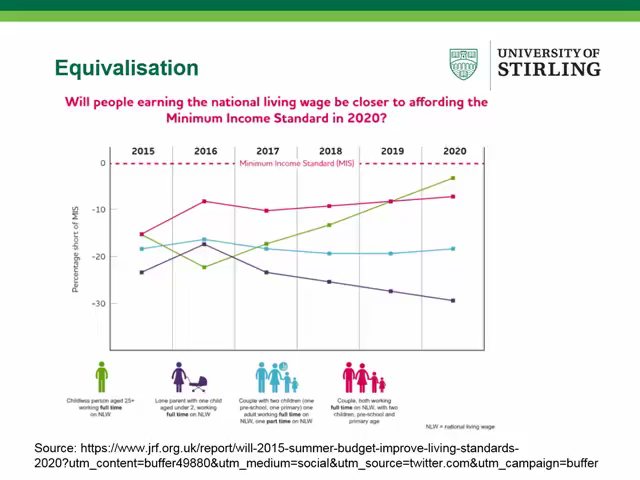 UNIVERSITY OF
STIRLING
Equivalisation
Will people earning the national living wage be closer to affording the
Minimum Income Standard in 2020?
2015 2016 2017 2018 2019 2020
0
Minimum Income Standard (MIS)
-10
-20
-30
Percentage short of MIS
Childless person aged 25+
working full time
on NLW
Lone parent with one child
aged under 2, working
full time on NLW
Couple with two children (one
pre-school, one primary) one
adult working full time on
NLW, one part time on NLW
Couple, both working
full time on NLW, with two
children, pre-school and
primary age
NLW = national living wage
Source: https://www.jrf.org.uk/report/will-2015-summer-budget-improve-living-standards-
2020?utm_content=buffer49880&utm_medium=social&utm_source=twitter.com&utm_campaign=buffer